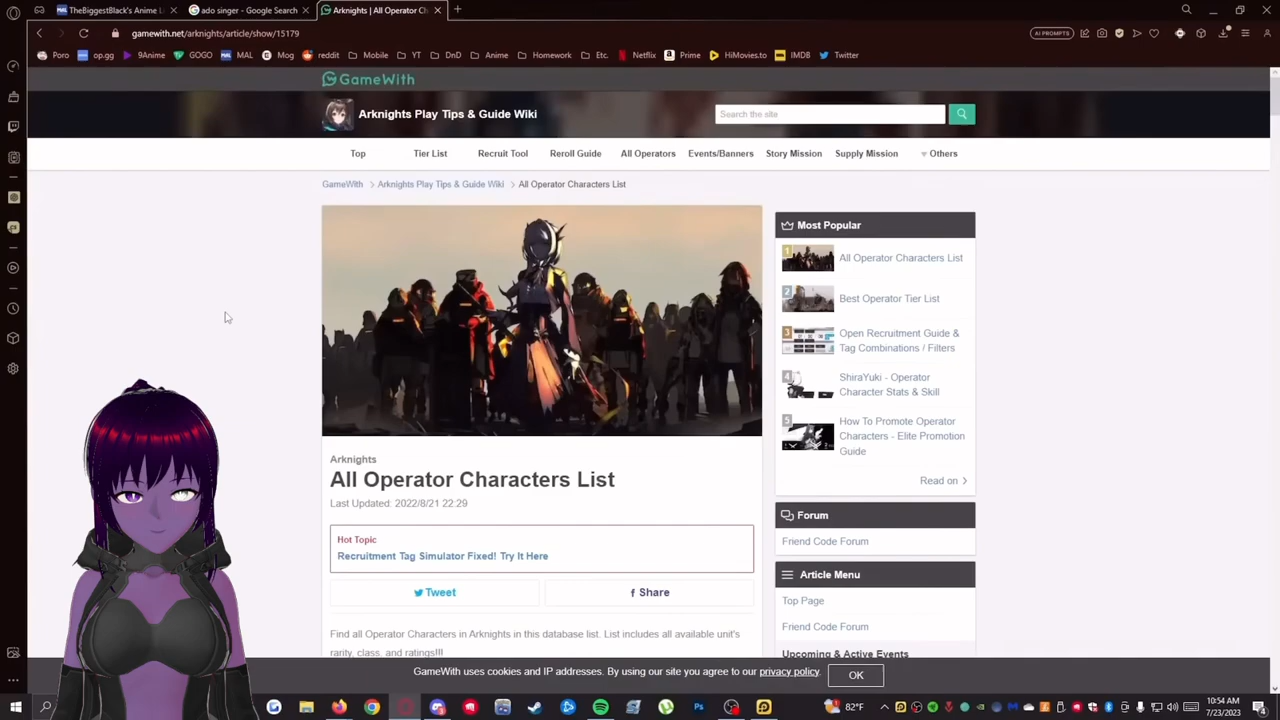 TheBiggestBlack's Anime L
ado singer - Google Search
Arknights | All Operator C
gamewith.net/arknights/article/show/15179
AI PROMPTS
Poro
op.gg
9Anime
GOGO
MAL
Mog
reddit
Mobile
YT
DnD
Anime
Homework
Etc.
Netflix
Prime
HiMovies.to
IMDB
Twitter
GameWith
Arknights Play Tips & Guide Wiki
Search the site
Top
Tier List
Recruit Tool
Reroll Guide
All Operators
Events/Banners
Story Mission
Supply Mission
Others
GameWith > Arknights Play Tips & Guide Wiki > All Operator Characters List
Arknights
All Operator Characters List
Last Updated: 2022/8/21 22:29
Hot Topic
Recruitment Tag Simulator Fixed! Try It Here
Tweet
Share
Find all Operator Characters in Arknights in this database list. List includes all available unit's
rarity, class, and ratings!!!
Most Popular
1
All Operator Characters List
2
Best Operator Tier List
3
Open Recruitment Guide &
Tag Combinations / Filters
4
ShiraYuki - Operator
Character Stats & Skill
5
How To Promote Operator
Characters - Elite Promotion
Guide
Read on >
Forum
Friend Code Forum
Article Menu
Top Page
Friend Code Forum
Upcoming & Active Events
GameWith uses cookies and IP addresses. By using our site you agree to our privacy policy.
OK
82°F
10:54 AM
7/23/2023